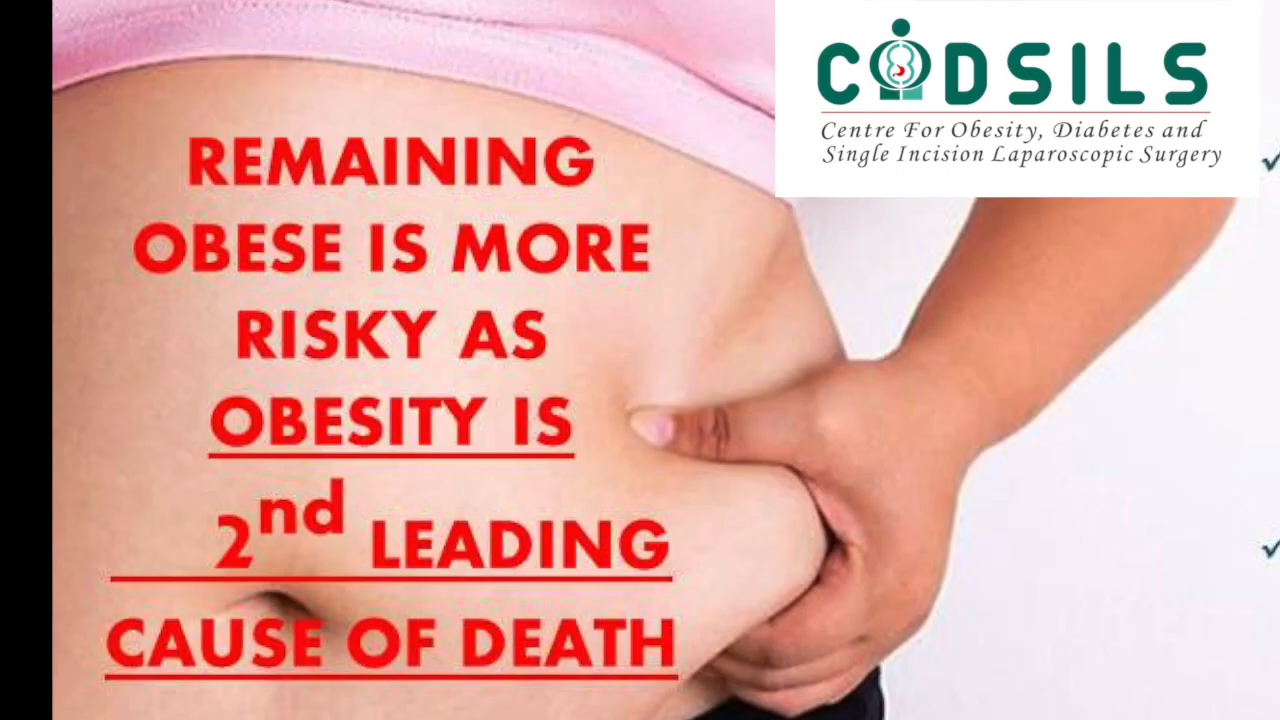 CODSILS
Centre For Obesity, Diabetes and
Single Incision Laparoscopic Surgery
REMAINING
OBESE IS MORE
RISKY AS
OBESITY IS
2nd LEADING
CAUSE OF DEATH